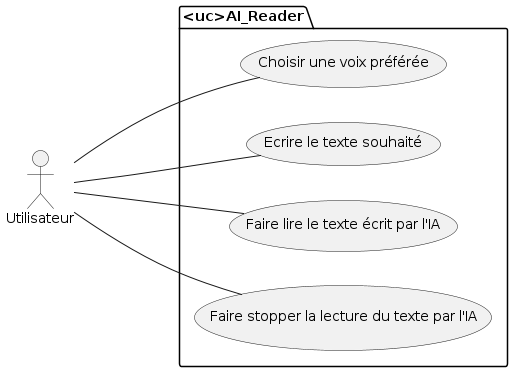 <uc>AI_Reader
Choisir une voix préférée
Ecrire le texte souhaité
Utilisateur
Faire lire le texte écrit par l'IA
Faire stopper la lecture du texte par l'IA